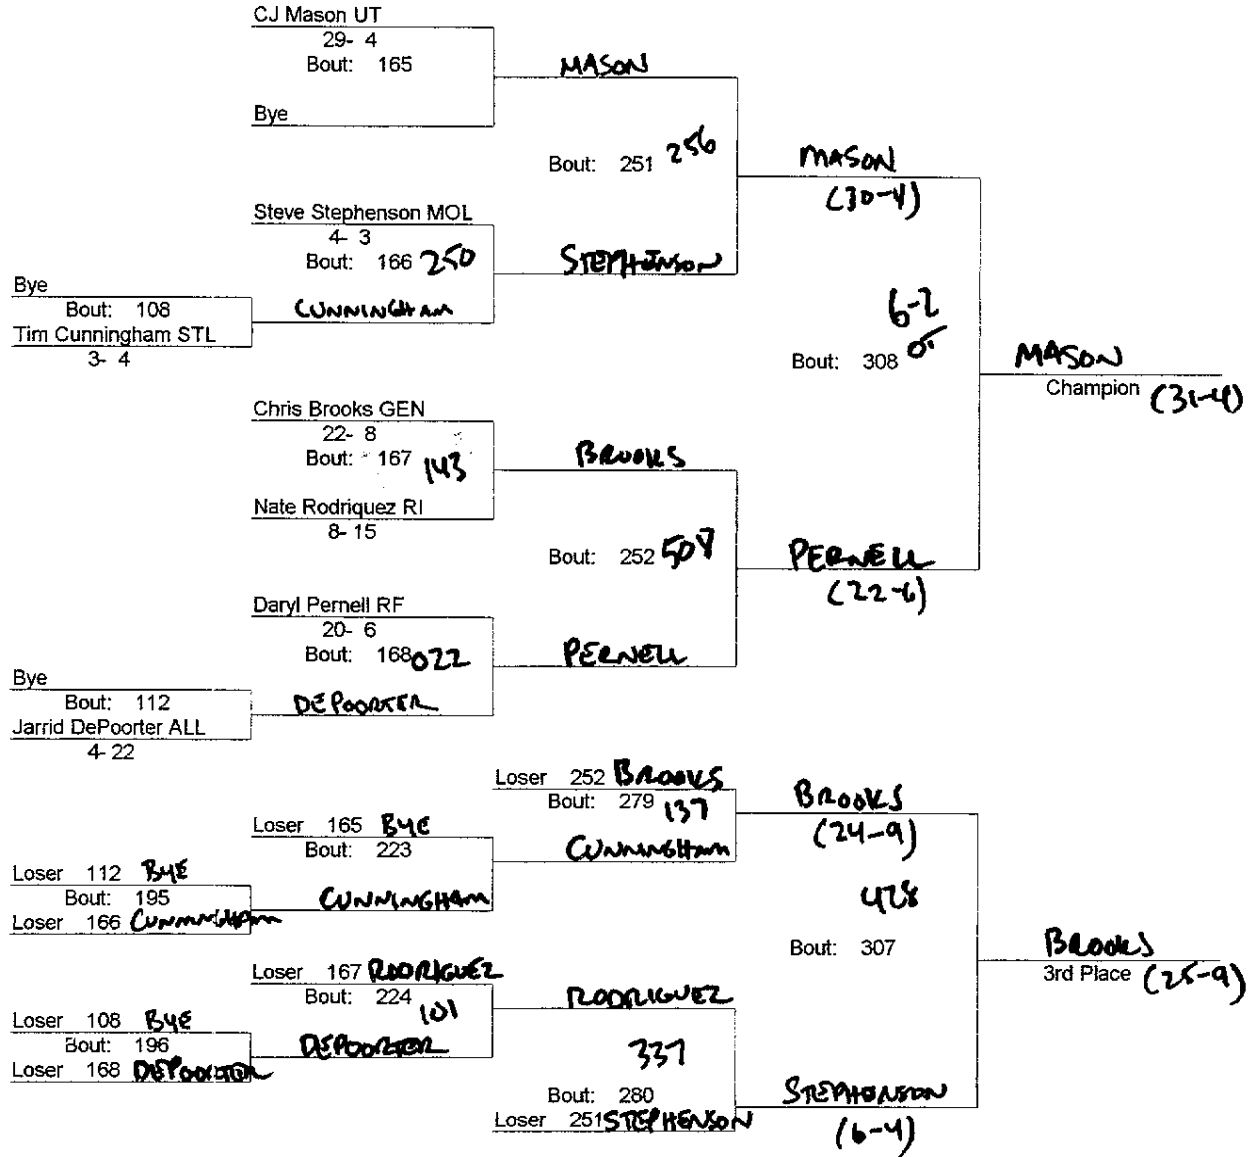 CJ Mason UT
29- 4
Bout: 165
MASON
Bye
Bout: 251 256
MASON
(30-4)
Steve Stephenson MOL
4- 3
Bout: 166 250
STEPHENSON
Bye
Bout: 108
CUNNINGHAM
Tim Cunningham STL
3- 4
6-2
Bout: 308
MASON
Champion (31-4)
Chris Brooks GEN
22- 8
Bout: 167 143
BROOKS
Nate Rodriquez RI
8- 15
Bout: 252 508
PERNELL
(22-6)
Daryl Pernell RF
20- 6
Bout: 168 022
PERNELL
Bye
Bout: 112
DEPOORTER
Jarrid DePoorter ALL
4- 22
Loser 252 BROOKS
Bout: 279 137
BROOKS
(24-9)
Loser 165 BYE
Bout: 223
CUNNINGHAM
Loser 112 BYE
Bout: 195
CUNNINGHAM
Loser 166 CUNNINGHAM
428
Bout: 307
BROOKS
3rd Place (25-9)
Loser 167 RODRIGUEZ
Bout: 224 101
RODRIGUEZ
Loser 108 BYE
Bout: 196
DEPOORTER
Loser 168 DEPOORTER
337
Bout: 280
STEPHENSON
Loser 251 STEPHENSON
(6-4)